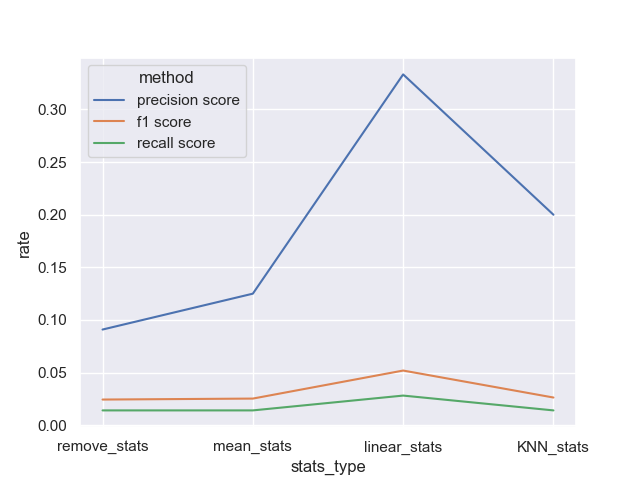 method
precision score
f1 score
recall score
0.30
0.25
0.20
0.15
0.10
0.05
0.00
rate
remove_stats mean_stats linear_stats KNN_stats
stats_type